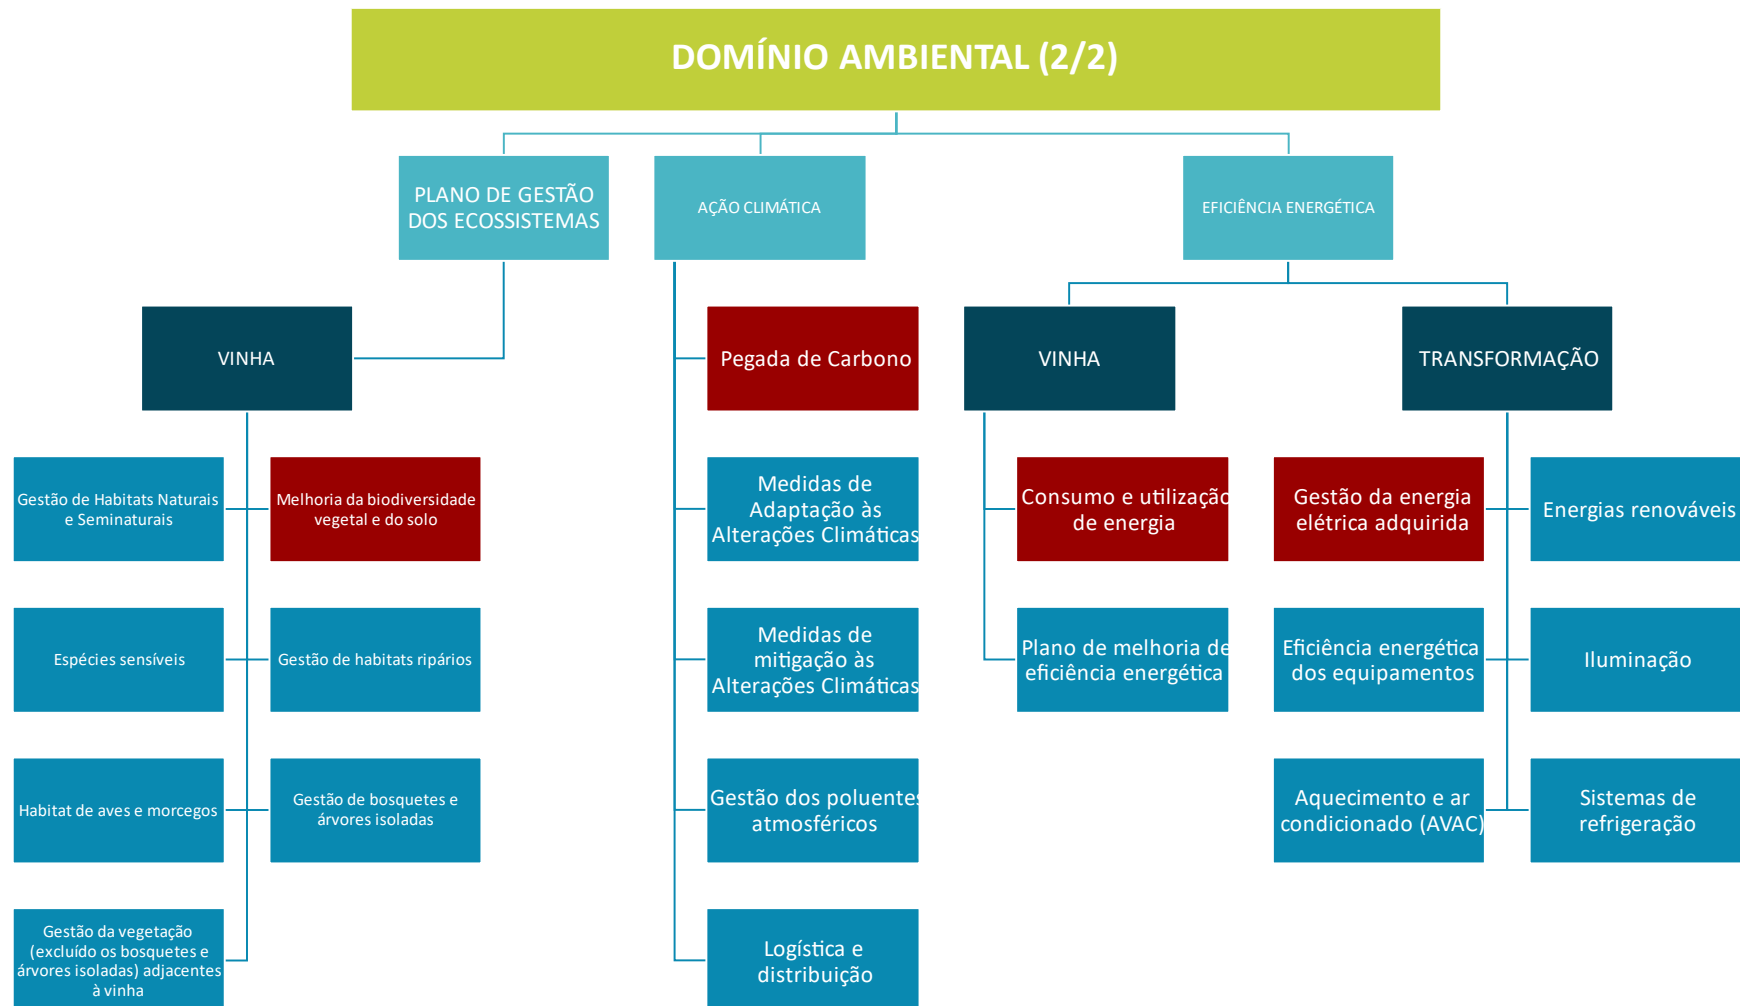 DOMÍNIO AMBIENTAL (2/2)
PLANO DE GESTÃO
DOS ECOSSISTEMAS
AÇÃO CLIMÁTICA
EFICIÊNCIA ENERGÉTICA
VINHA
Pegada de Carbono
VINHA
TRANSFORMAÇÃO
Gestão de Habitats Naturais
e Seminaturais
Melhoria da biodiversidade
vegetal e do solo
Medidas de
Adaptação às
Alterações Climáticas
Consumo e utilização
de energia
Gestão da energia
elétrica adquirida
Energias renováveis
Espécies sensíveis
Gestão de habitats ripários
Medidas de
mitigação às
Alterações Climáticas
Plano de melhoria de
eficiência energética
Eficiência energética
dos equipamentos
Iluminação
Habitat de aves e morcegos
Gestão de bosquetes e
árvores isoladas
Gestão dos poluentes
atmosféricos
Aquecimento e ar
condicionado (AVAC)
Sistemas de
refrigeração
Gestão da vegetação
(excluído os bosquetes e
árvores isoladas) adjacentes
à vinha
Logística e
distribuição